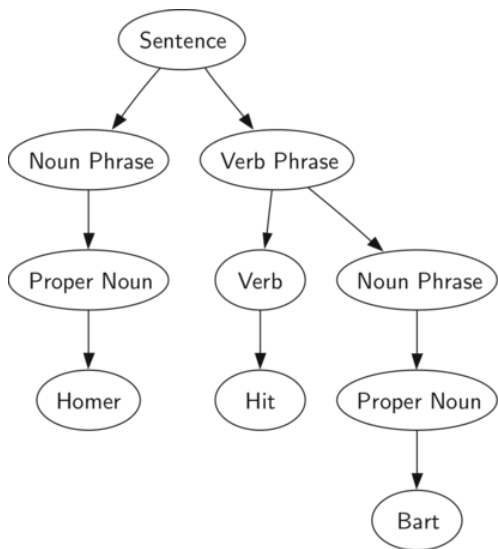 Sentence
Noun Phrase
Verb Phrase
Proper Noun
Verb
Noun Phrase
Homer
Hit
Proper Noun
Bart